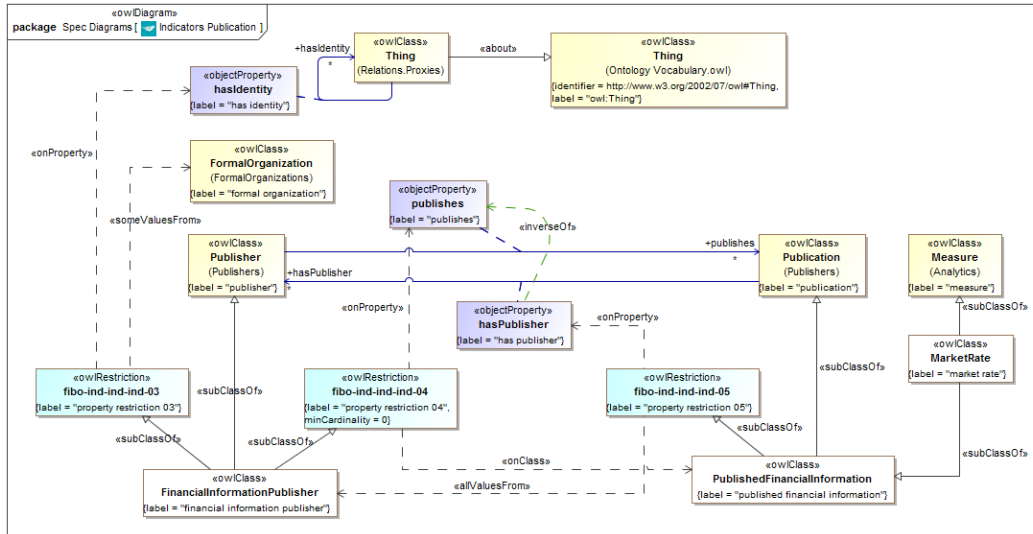 «owlDiagram»
package Spec Diagrams [ Indicators Publication ]
+hasIdentity
*
«owlClass»
Thing
(Relations.Proxies)
«about»
«owlClass»
Thing
(Ontology Vocabulary.owl)
{identifier = http://www.w3.org/2002/07/owl#Thing,
label = "owl:Thing"}
«objectProperty»
hasIdentity
{label = "has identity"}
«onProperty»
«owlClass»
FormalOrganization
(FormalOrganizations)
{label = "formal organization"}
«someValuesFrom»
«objectProperty»
publishes
{label = "publishes"}
«inverseOf»
«owlClass»
Publisher
(Publishers)
{label = "publisher"}
+hasPublisher
*
+publishes
*
«owlClass»
Publication
(Publishers)
{label = "publication"}
«owlClass»
Measure
(Analytics)
{label = "measure"}
«onProperty»
«objectProperty»
hasPublisher
{label = "has publisher"}
«onProperty»
«subClassOf»
«owlClass»
MarketRate
{label = "market rate"}
«owlRestriction»
fibo-ind-ind-ind-03
{label = "property restriction 03"}
«subClassOf»
«owlRestriction»
fibo-ind-ind-ind-04
{label = "property restriction 04",
minCardinality = 0}
«owlRestriction»
fibo-ind-ind-ind-05
{label = "property restriction 05"}
«subClassOf»
«subClassOf»
«subClassOf»
«subClassOf»
«subClassOf»
«onClass»
«allValuesFrom»
«owlClass»
FinancialInformationPublisher
{label = "financial information publisher"}
«owlClass»
PublishedFinancialInformation
{label = "published financial information"}